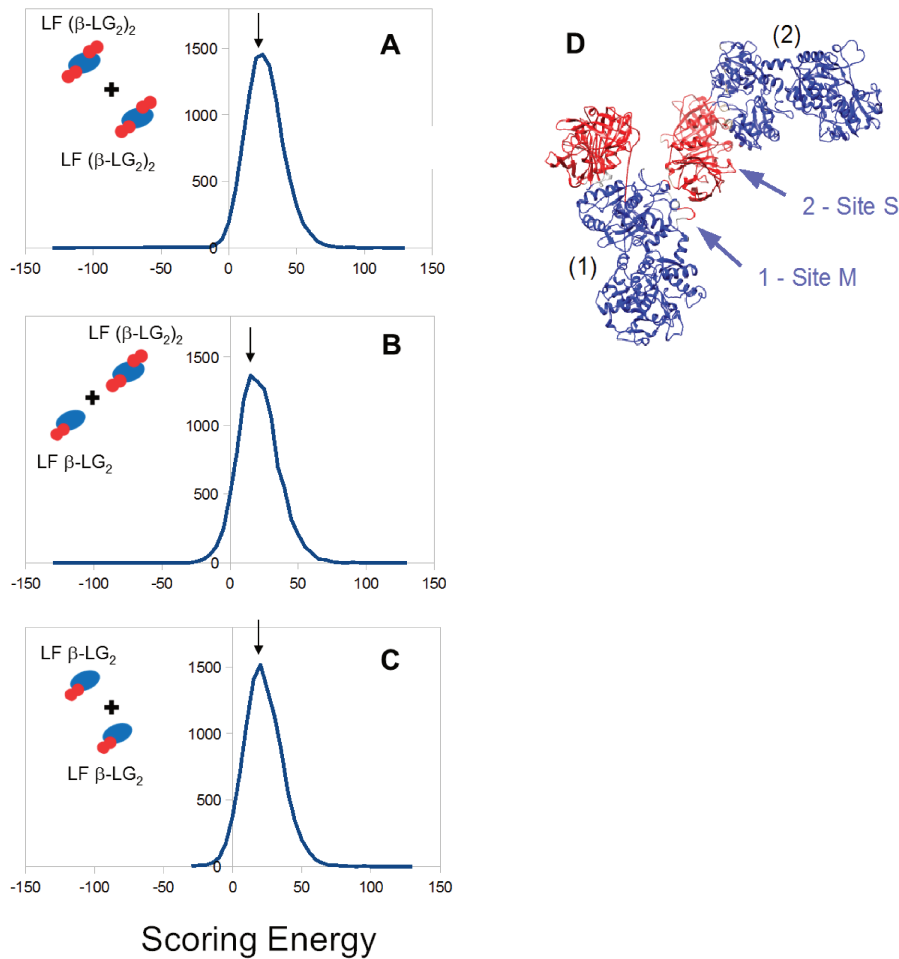 LF (β-LG₂)₂
+
LF (β-LG₂)₂
A
1500
1000
500
0
-150 -100 -50 0 50 100 150
LF (β-LG₂)₂
+
LF β-LG₂
B
1500
1000
500
0
-150 -100 -50 0 50 100 150
LF β-LG₂
+
LF β-LG₂
C
1500
1000
500
0
-150 -100 -50 0 50 100 150
Scoring Energy
D
(2)
2 - Site S
(1)
1 - Site M